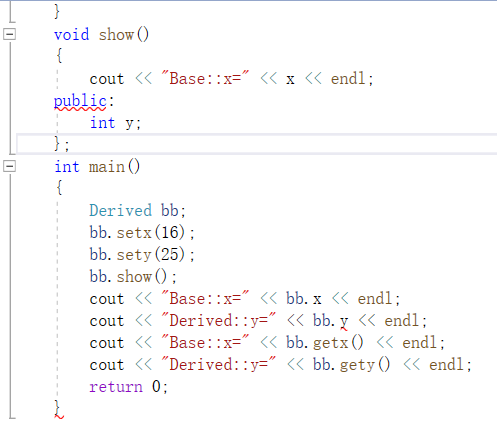 }
void show()
{
cout << "Base::x=" << x << endl;
public:
int y;
};
int main()
{
Derived bb;
bb.setx(16);
bb.sety(25);
bb.show();
cout << "Base::x=" << bb.x << endl;
cout << "Derived::y=" << bb.y << endl;
cout << "Base::x=" << bb.getx() << endl;
cout << "Derived::y=" << bb.gety() << endl;
return 0;
}